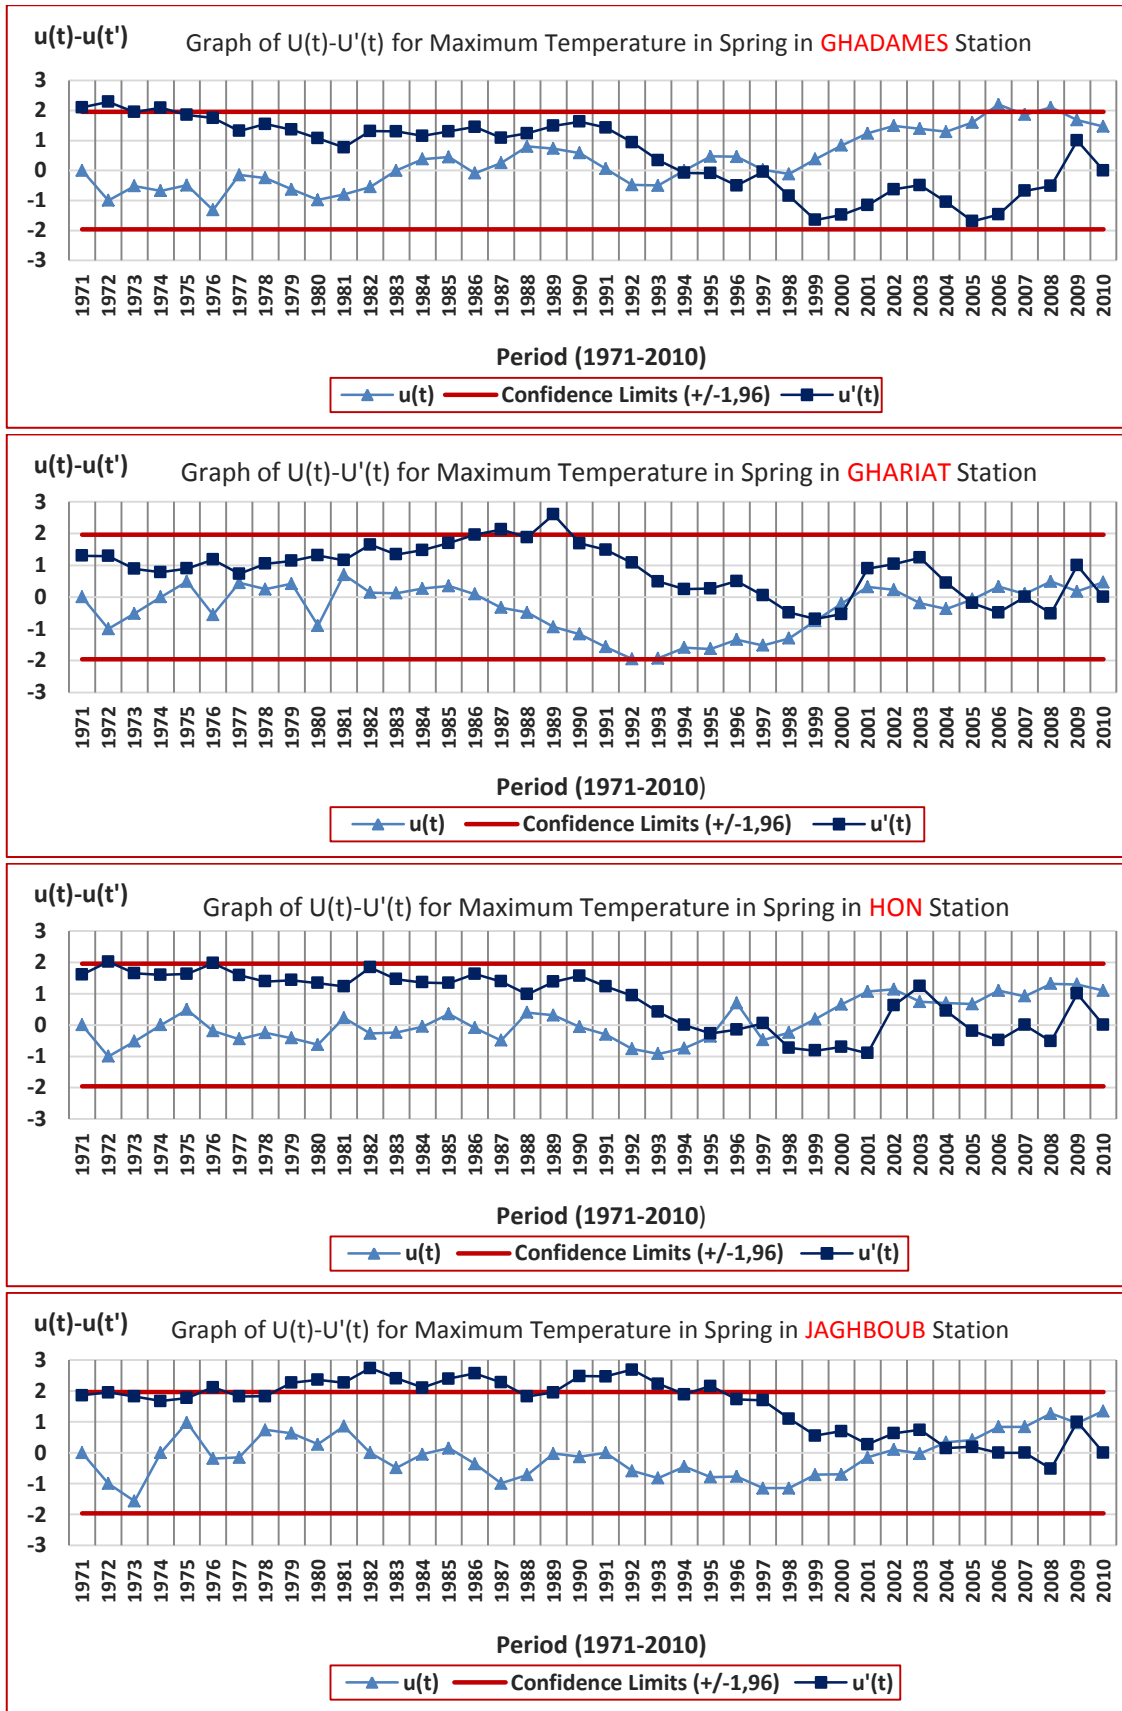 u(t)-u(t')
Graph of U(t)-U'(t) for Maximum Temperature in Spring in GHADAMES Station
3
2
1
0
-1
-2
-3
1971 1972 1973 1974 1975 1976 1977 1978 1979 1980 1981 1982 1983 1984 1985 1986 1987 1988 1989 1990 1991 1992 1993 1994 1995 1996 1997 1998 1999 2000 2001 2002 2003 2004 2005 2006 2007 2008 2009 2010
Period (1971-2010)
u(t) Confidence Limits (+/-1,96) u'(t)
u(t)-u(t')
Graph of U(t)-U'(t) for Maximum Temperature in Spring in GHARIAT Station
3
2
1
0
-1
-2
-3
1971 1972 1973 1974 1975 1976 1977 1978 1979 1980 1981 1982 1983 1984 1985 1986 1987 1988 1989 1990 1991 1992 1993 1994 1995 1996 1997 1998 1999 2000 2001 2002 2003 2004 2005 2006 2007 2008 2009 2010
Period (1971-2010)
u(t) Confidence Limits (+/-1,96) u'(t)
u(t)-u(t')
Graph of U(t)-U'(t) for Maximum Temperature in Spring in HON Station
3
2
1
0
-1
-2
-3
1971 1972 1973 1974 1975 1976 1977 1978 1979 1980 1981 1982 1983 1984 1985 1986 1987 1988 1989 1990 1991 1992 1993 1994 1995 1996 1997 1998 1999 2000 2001 2002 2003 2004 2005 2006 2007 2008 2009 2010
Period (1971-2010)
u(t) Confidence Limits (+/-1,96) u'(t)
u(t)-u(t')
Graph of U(t)-U'(t) for Maximum Temperature in Spring in JAGHBOUB Station
3
2
1
0
-1
-2
-3
1971 1972 1973 1974 1975 1976 1977 1978 1979 1980 1981 1982 1983 1984 1985 1986 1987 1988 1989 1990 1991 1992 1993 1994 1995 1996 1997 1998 1999 2000 2001 2002 2003 2004 2005 2006 2007 2008 2009 2010
Period (1971-2010)
u(t) Confidence Limits (+/-1,96) u'(t)